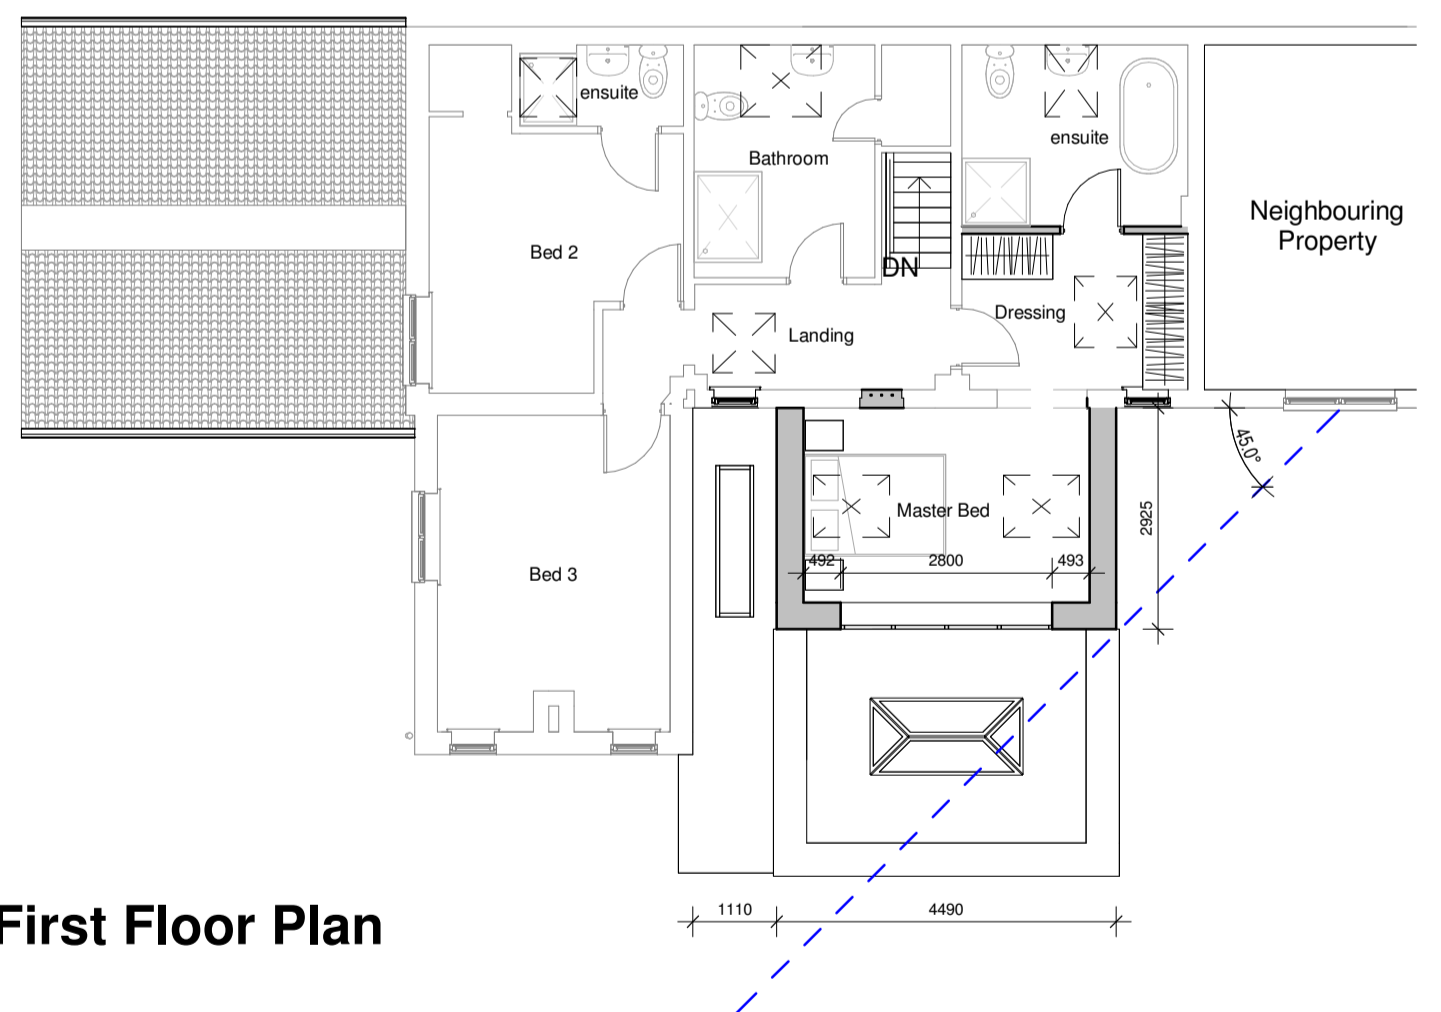 ensuite
Bathroom
ensuite
Neighbouring
Property
Bed 2
DN
Dressing
Landing
45.0°
Master Bed
2925
492
2800
493
Bed 3
1110
4490
First Floor Plan